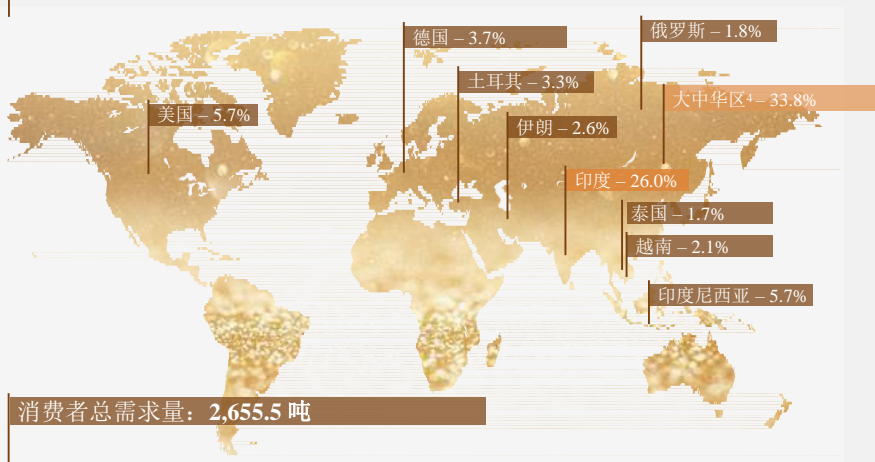 德国 – 3.7%
俄罗斯 – 1.8%
土耳其 – 3.3%
大中华区⁴ – 33.8%
美国 – 5.7%
伊朗 – 2.6%
印度 – 26.0%
泰国 – 1.7%
越南 – 2.1%
印度尼西亚 – 5.7%
消费者总需求量：2,655.5 吨